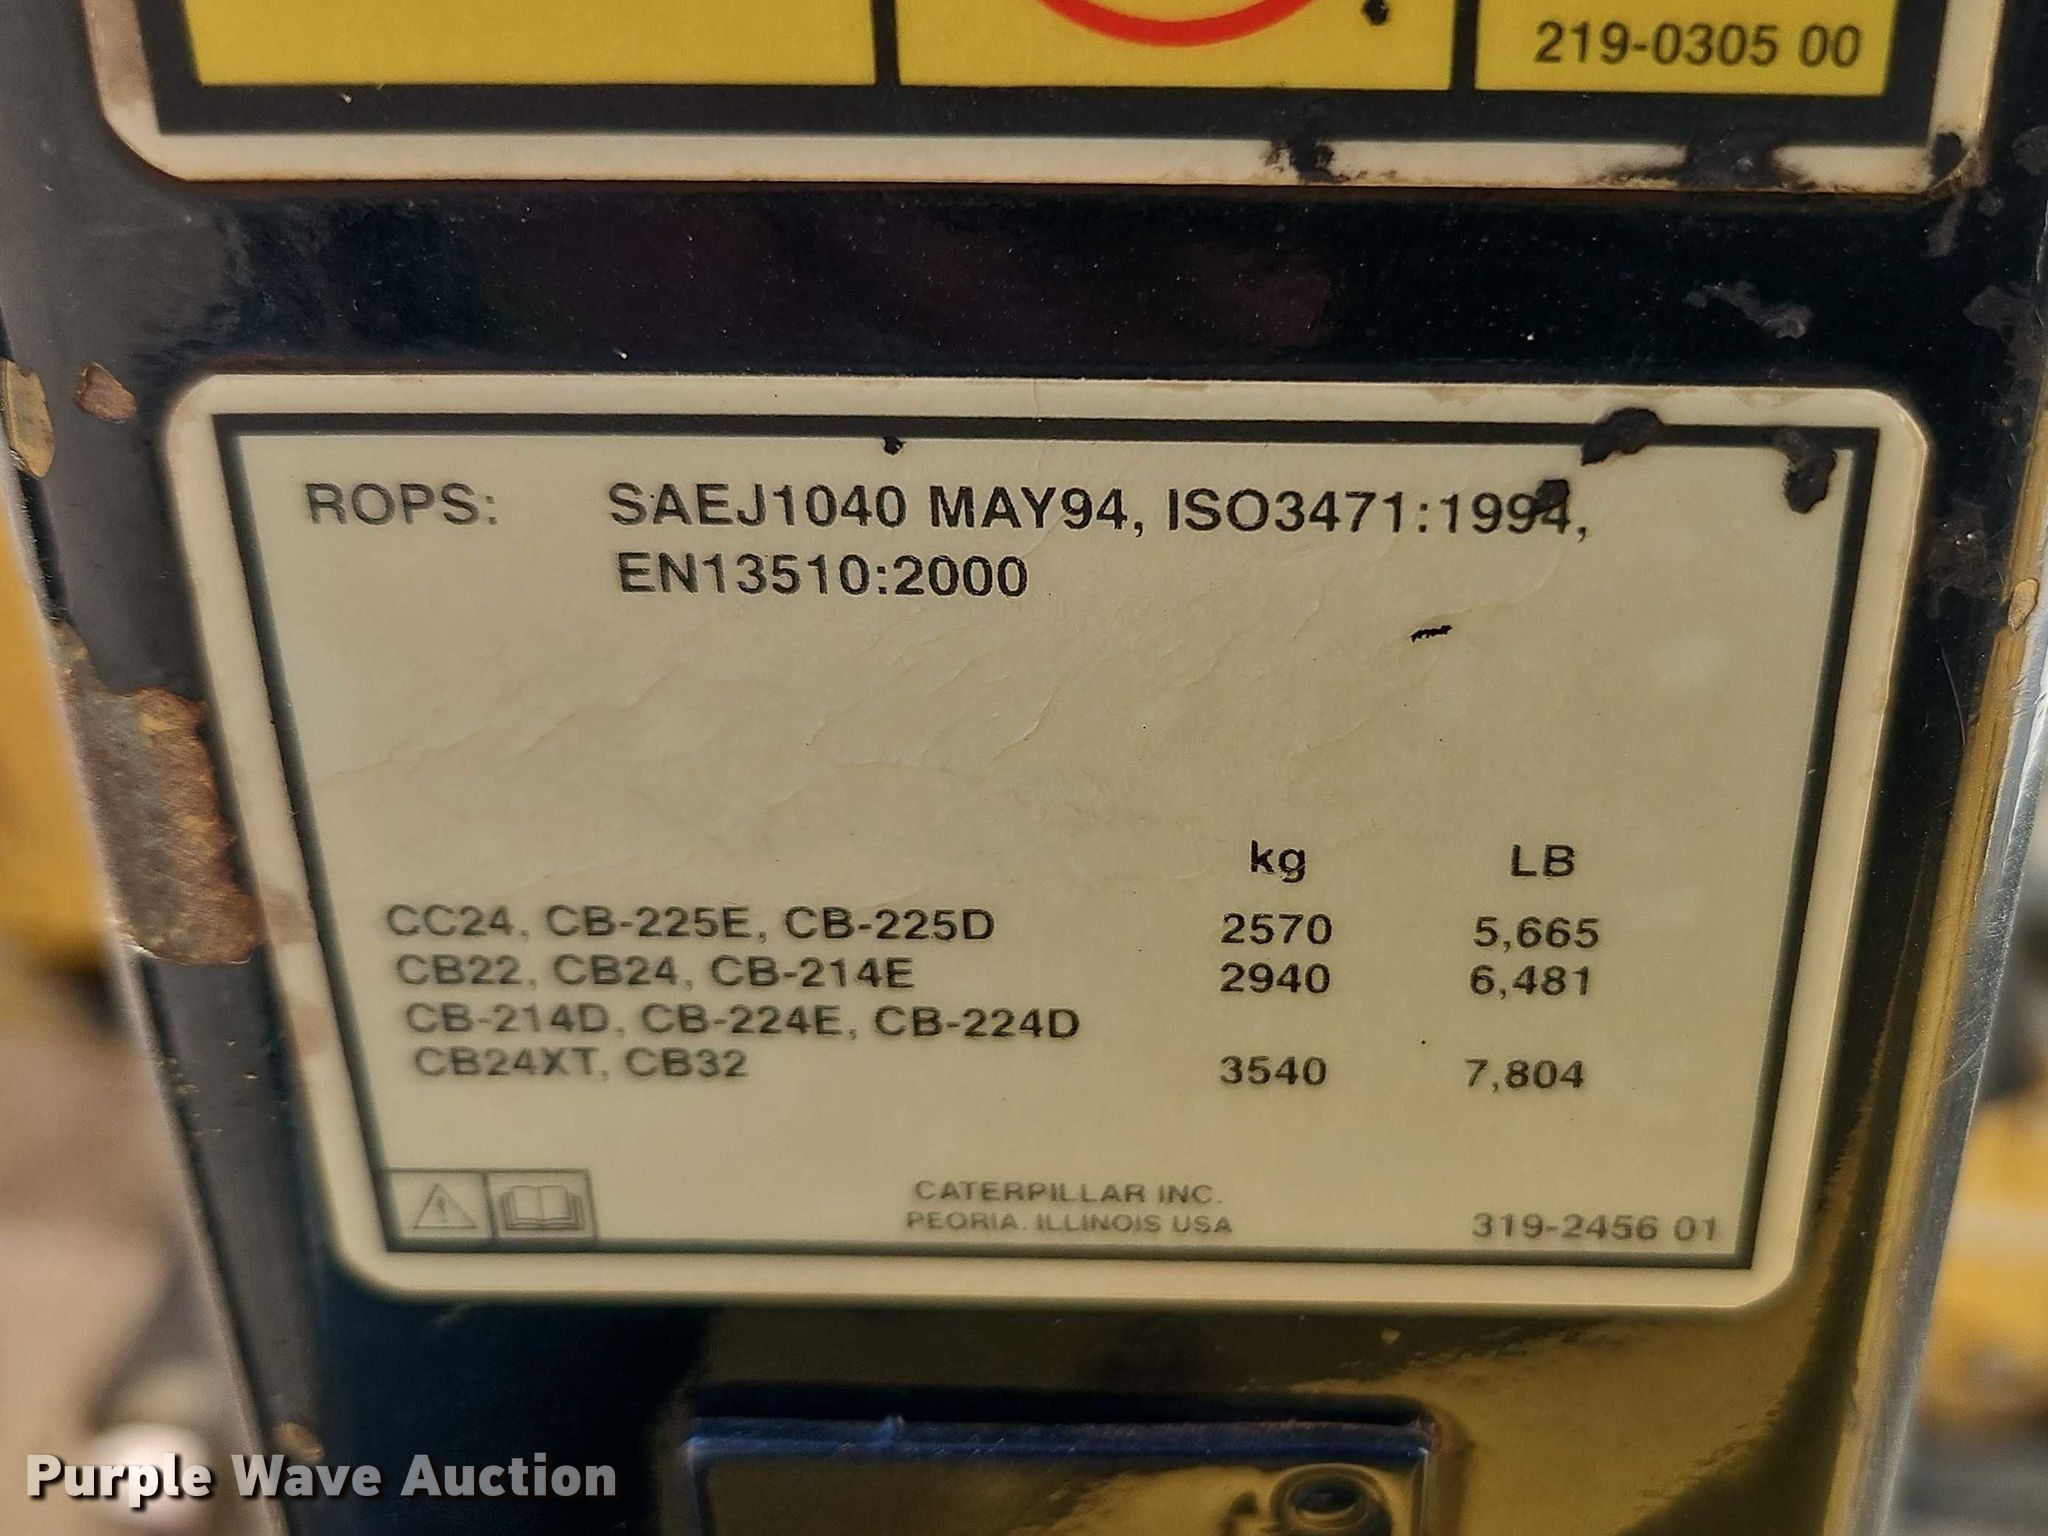 219-0305 00
ROPS: SAEJ1040 MAY94, ISO3471:1994,
EN13510:2000
kg LB
CC24, CB-225E, CB-225D 2570 5,665
CB22, CB24, CB-214E 2940 6,481
CB-214D, CB-224E, CB-224D
CB24XT, CB32 3540 7,804
CATERPILLAR INC.
PEORIA, ILLINOIS USA
319-2456 01
Purple Wave Auction